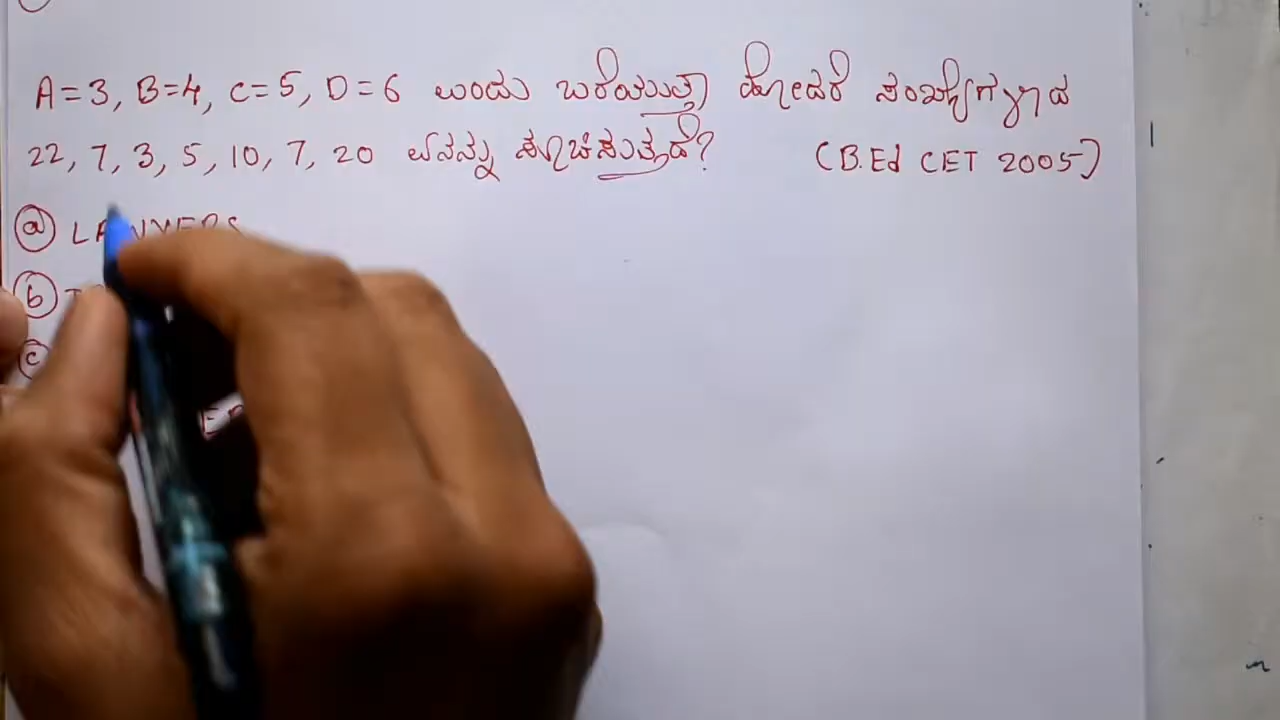 A=3, B=4, C=5, D=6 ಎಂದು ಬರೆಯುತ್ತಾ ಹೋದರೆ ಸಂಖ್ಯೆಗಳಾದ
22, 7, 3, 5, 10, 7, 20 ಏನನ್ನು ಸೂಚಿಸುತ್ತದೆ? (B.Ed CET 2005)
ⓐ LAWYERS
ⓑ
ⓒ